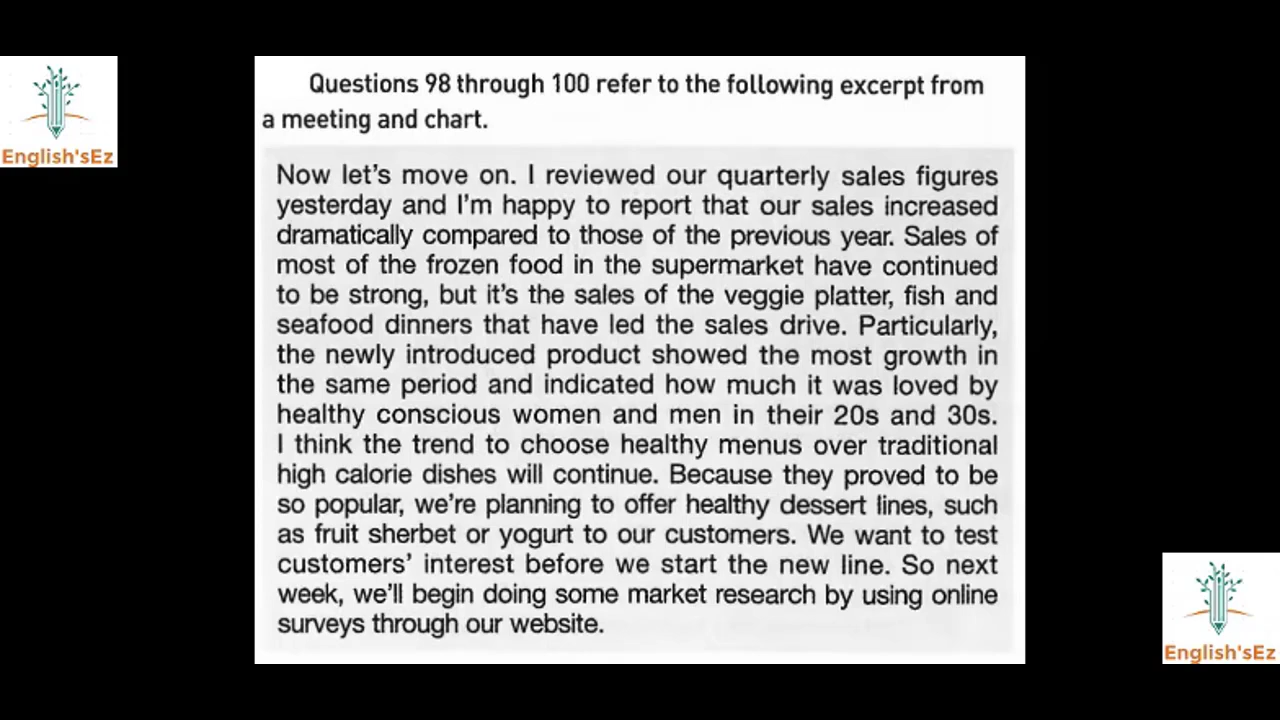 Questions 98 through 100 refer to the following excerpt from
a meeting and chart.
English'sEz
Now let's move on. I reviewed our quarterly sales figures
yesterday and I'm happy to report that our sales increased
dramatically compared to those of the previous year. Sales of
most of the frozen food in the supermarket have continued
to be strong, but it's the sales of the veggie platter, fish and
seafood dinners that have led the sales drive. Particularly,
the newly introduced product showed the most growth in
the same period and indicated how much it was loved by
healthy conscious women and men in their 20s and 30s.
I think the trend to choose healthy menus over traditional
high calorie dishes will continue. Because they proved to be
so popular, we're planning to offer healthy dessert lines, such
as fruit sherbet or yogurt to our customers. We want to test
customers' interest before we start the new line. So next
week, we'll begin doing some market research by using online
surveys through our website.
English'sEz